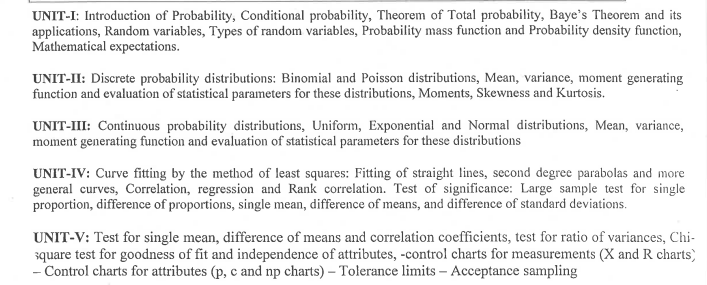 UNIT-I: Introduction of Probability, Conditional probability, Theorem of Total probability, Baye's Theorem and its
applications, Random variables, Types of random variables, Probability mass function and Probability density function,
Mathematical expectations.
UNIT-II: Discrete probability distributions: Binomial and Poisson distributions, Mean, variance, moment generating
function and evaluation of statistical parameters for these distributions, Moments, Skewness and Kurtosis.
UNIT-III: Continuous probability distributions, Uniform, Exponential and Normal distributions, Mean, variance,
moment generating function and evaluation of statistical parameters for these distributions
UNIT-IV: Curve fitting by the method of least squares: Fitting of straight lines, second degree parabolas and more
general curves, Correlation, regression and Rank correlation. Test of significance: Large sample test for single
proportion, difference of proportions, single mean, difference of means, and difference of standard deviations.
UNIT-V: Test for single mean, difference of means and correlation coefficients, test for ratio of variances, Chi-
square test for goodness of fit and independence of attributes, -control charts for measurements (X and R charts)
– Control charts for attributes (p, c and np charts) – Tolerance limits – Acceptance sampling